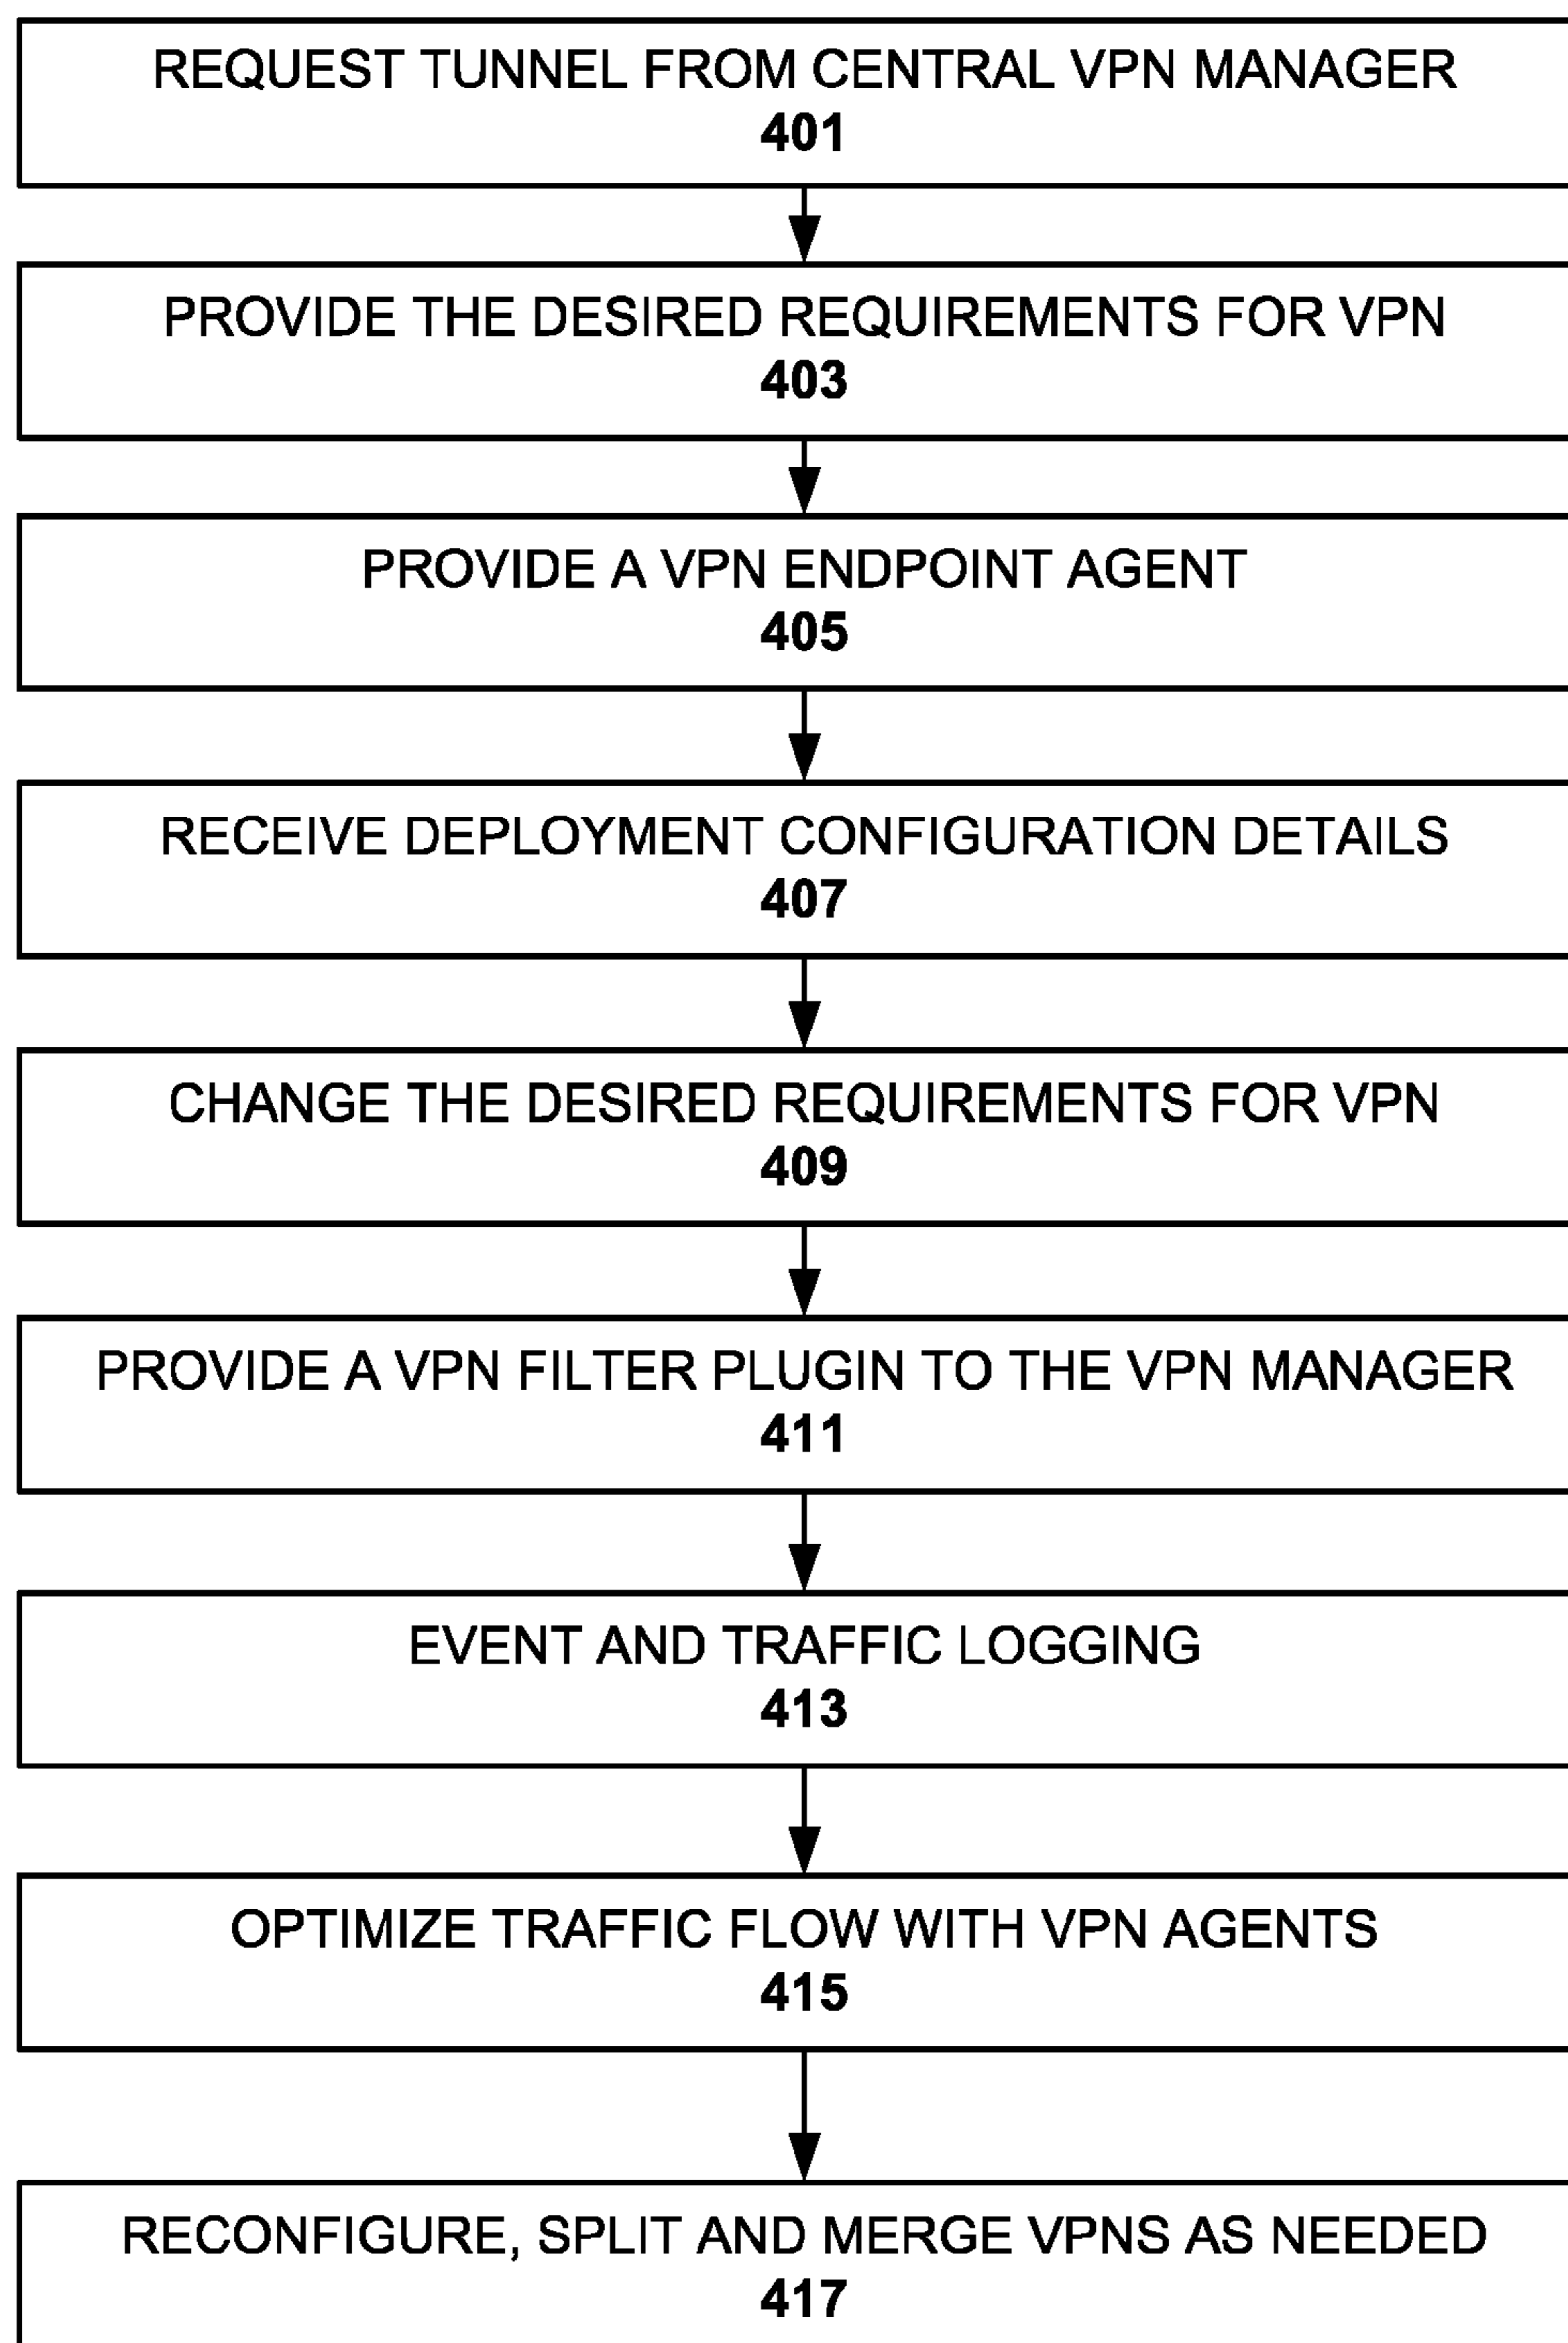 REQUEST TUNNEL FROM CENTRAL VPN MANAGER
401
PROVIDE THE DESIRED REQUIREMENTS FOR VPN
403
PROVIDE A VPN ENDPOINT AGENT
405
RECEIVE DEPLOYMENT CONFIGURATION DETAILS
407
CHANGE THE DESIRED REQUIREMENTS FOR VPN
409
PROVIDE A VPN FILTER PLUGIN TO THE VPN MANAGER
411
EVENT AND TRAFFIC LOGGING
413
OPTIMIZE TRAFFIC FLOW WITH VPN AGENTS
415
RECONFIGURE, SPLIT AND MERGE VPNS AS NEEDED
417